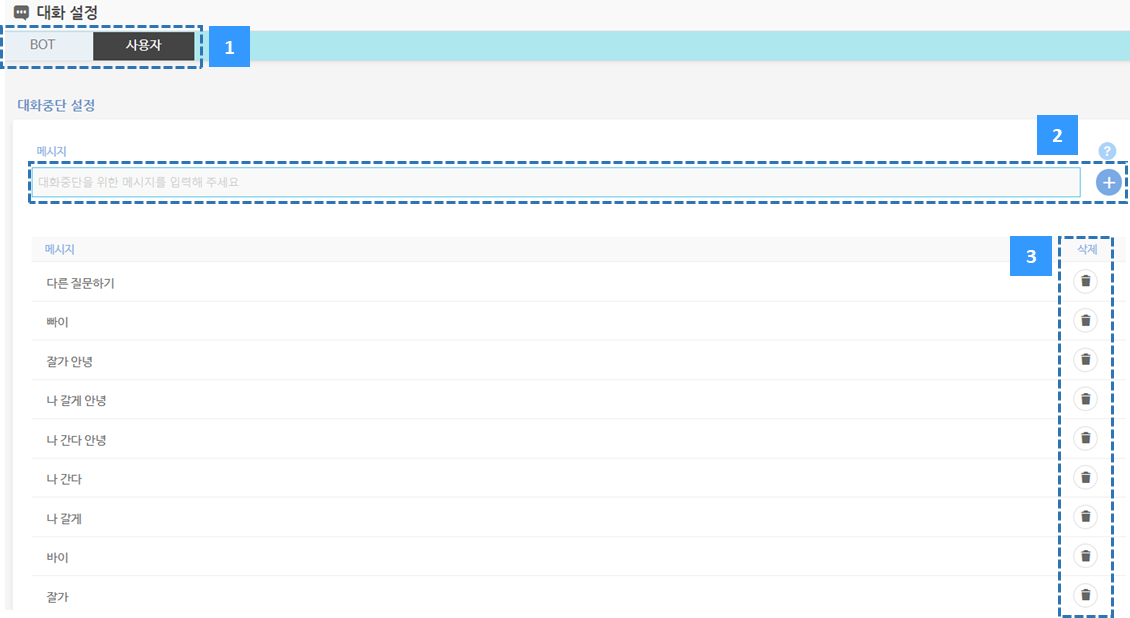 대화 설정
BOT 사용자 1
대화중단 설정
2
메시지 ?
대화중단을 위한 메시지를 입력해 주세요
메시지 3 삭제
다른 질문하기
빠이
잘가 안녕
나 갈게 안녕
나 간다 안녕
나 간다
나 갈게
바이
잘가